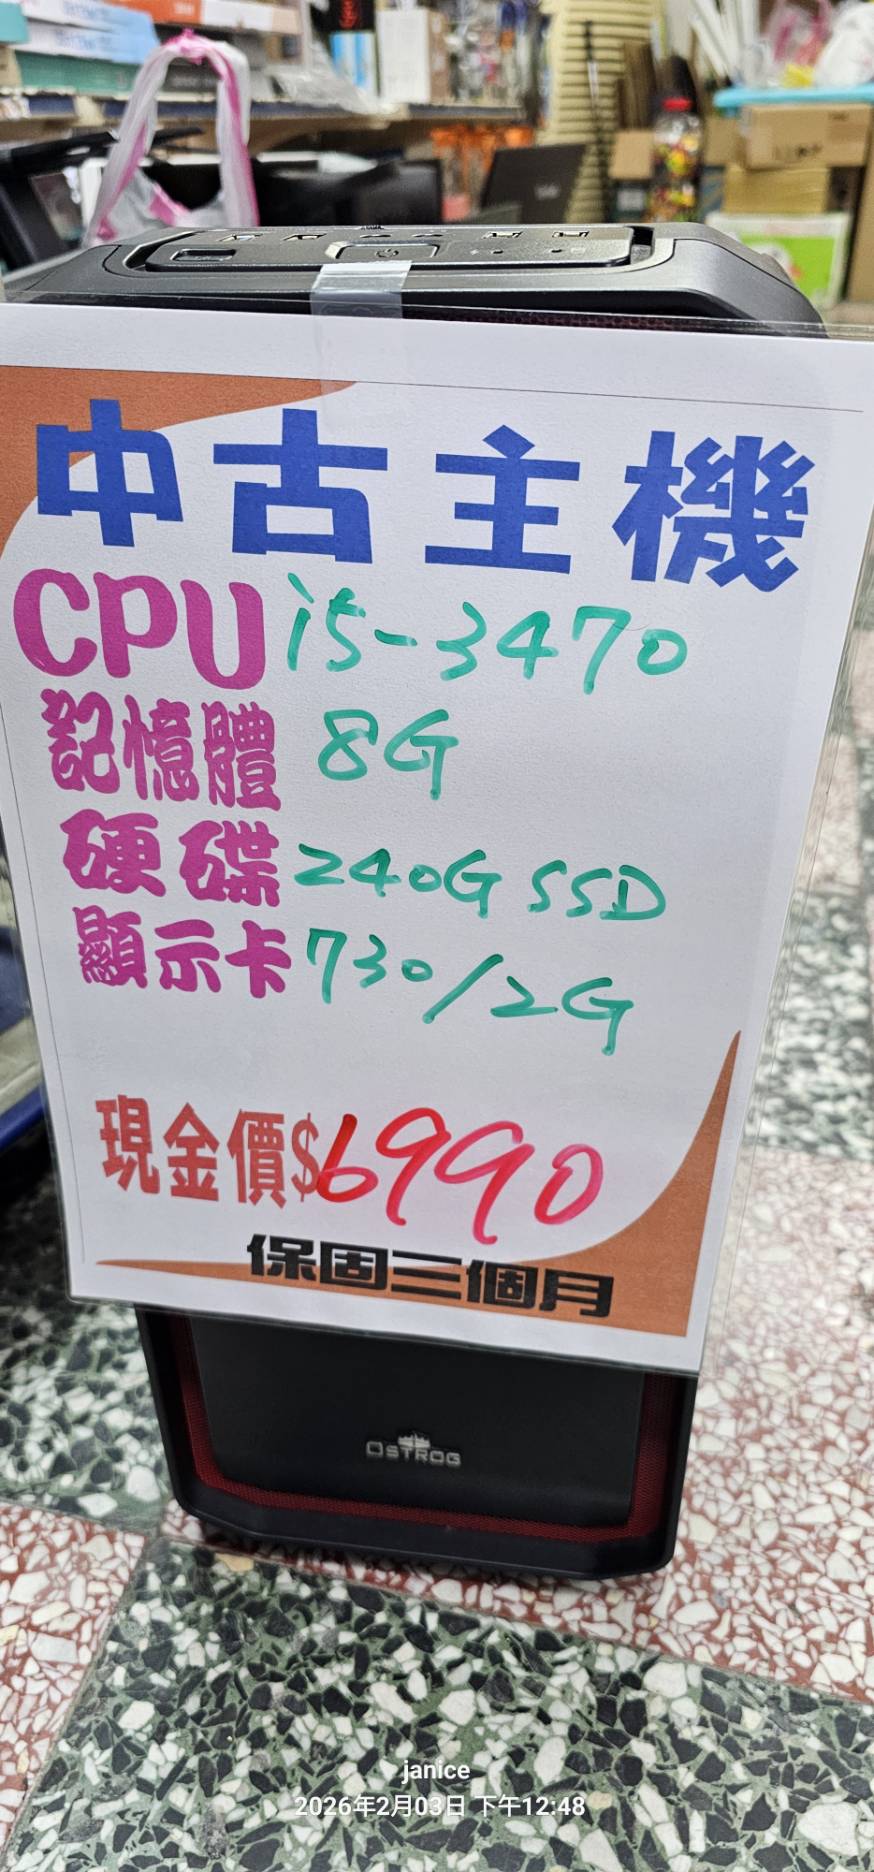 中古主機
CPU i5-3470
記憶體 8G
硬碟 240G SSD
顯示卡 730/2G
現金價$6990
保固三個月
OSTROG
janice
2026年2月03日 下午12:48